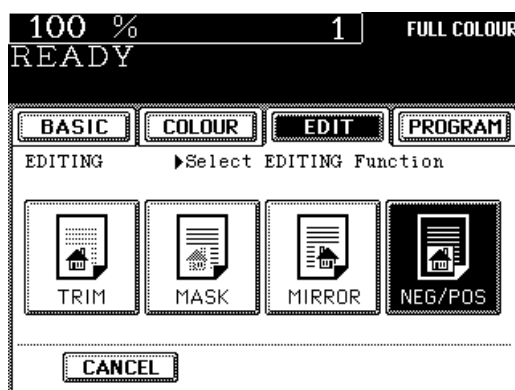 100 % 1 FULL COLOUR
READY
BASIC COLOUR EDIT PROGRAM
EDITING ▶Select EDITING Function
TRIM MASK MIRROR NEG/POS
CANCEL